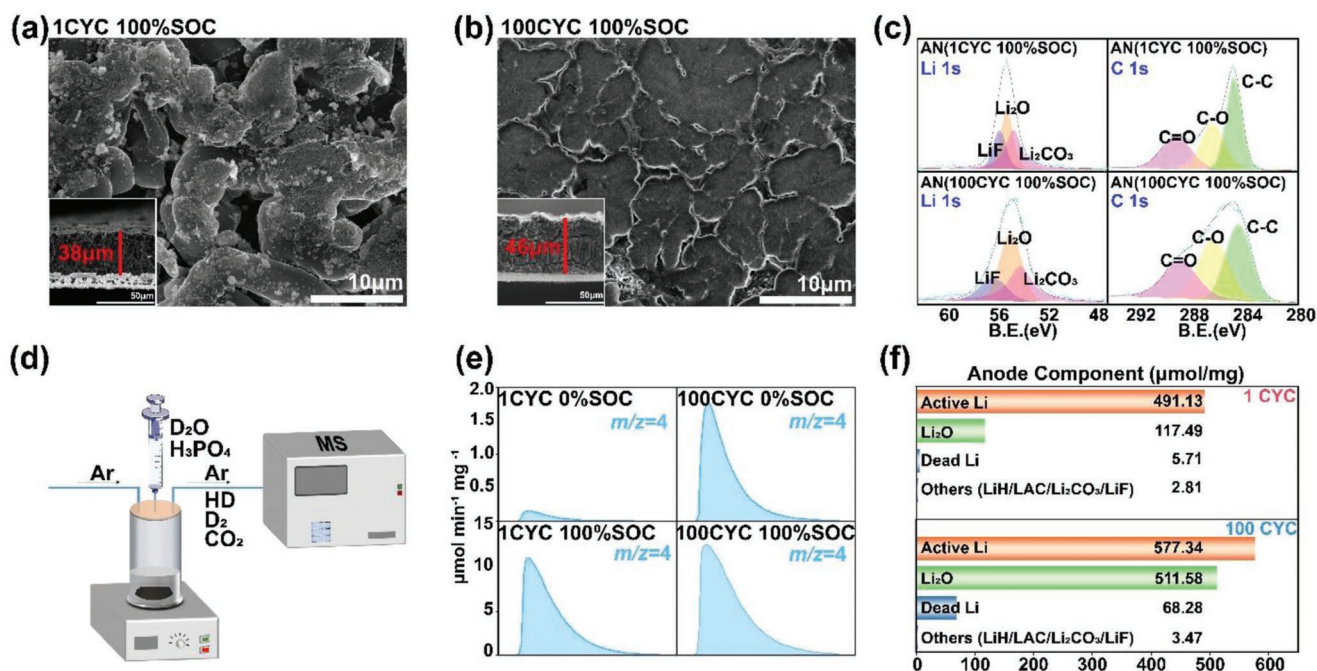 (a) 1CYC 100%SOC
38μm
50μm
10μm
(b) 100CYC 100%SOC
46μm
50μm
10μm
(c)
AN(1CYC 100%SOC)
Li 1s
Li₂O
LiF
Li₂CO₃
AN(1CYC 100%SOC)
C 1s
C-C
C-O
C=O
AN(100CYC 100%SOC)
Li 1s
Li₂O
LiF
Li₂CO₃
AN(100CYC 100%SOC)
C 1s
C-C
C-O
C=O
60 56 52 48
B.E.(eV)
292 288 284 280
B.E.(eV)
(d)
D₂O
H₃PO₄
Ar
Ar
HD
D₂
CO₂
MS
(e)
μmol min⁻¹ mg⁻¹
2.0
1.5
1.0
0.5
0
15
10
5
0
1CYC 0%SOC
m/z=4
100CYC 0%SOC
m/z=4
1CYC 100%SOC
m/z=4
100CYC 100%SOC
m/z=4
(f)
Anode Component (μmol/mg)
1 CYC
Active Li 491.13
Li₂O 117.49
Dead Li 5.71
Others (LiH/LAC/Li₂CO₃/LiF) 2.81
100 CYC
Active Li 577.34
Li₂O 511.58
Dead Li 68.28
Others (LiH/LAC/Li₂CO₃/LiF) 3.47
0 100 200 300 400 500 600